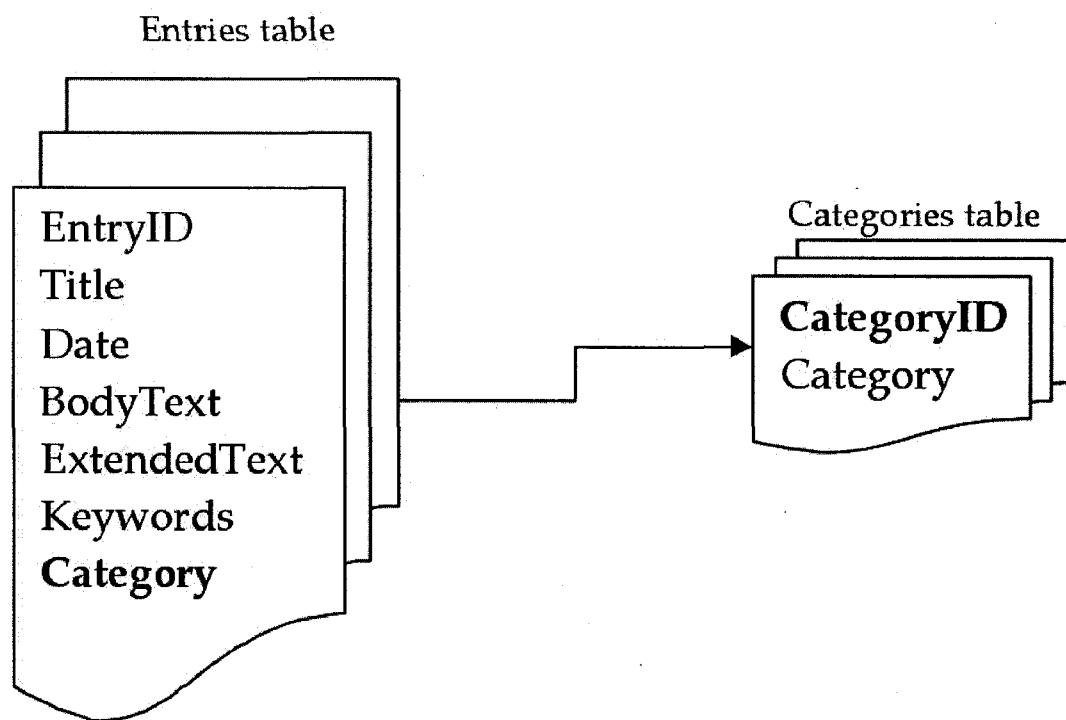 Entries table
EntryID
Title
Date
BodyText
ExtendedText
Keywords
Category
Categories table
CategoryID
Category